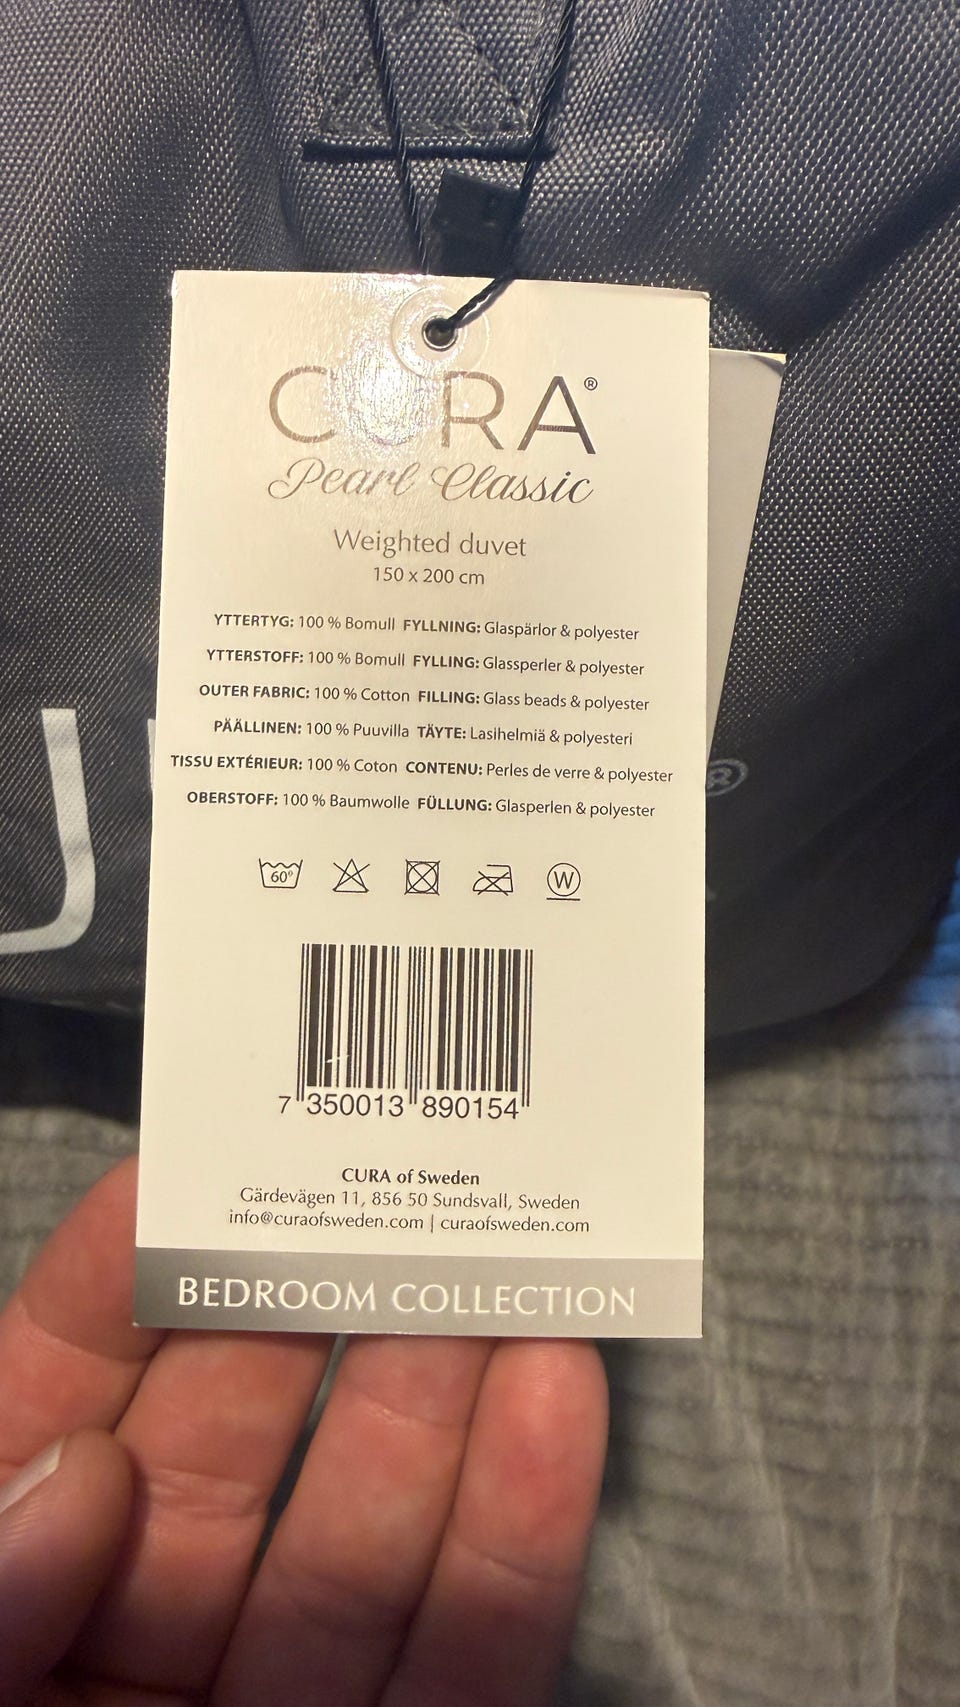 CURA®
Pearl Classic
Weighted duvet
150 x 200 cm
YTTERTYG: 100 % Bomull FYLLNING: Glaspärlor & polyester
YTTERSTOFF: 100 % Bomull FYLLING: Glassperler & polyester
OUTER FABRIC: 100 % Cotton FILLING: Glass beads & polyester
PÄÄLLINEN: 100 % Puuvilla TÄYTE: Lasihelmiä & polyesteri
TISSU EXTÉRIEUR: 100 % Coton CONTENU: Perles de verre & polyester
OBERSTOFF: 100 % Baumwolle FÜLLUNG: Glasperlen & polyester
60° W
7 350013 890154
CURA of Sweden
Gärdevägen 11, 856 50 Sundsvall, Sweden
info@curaofsweden.com | curaofsweden.com
BEDROOM COLLECTION
®